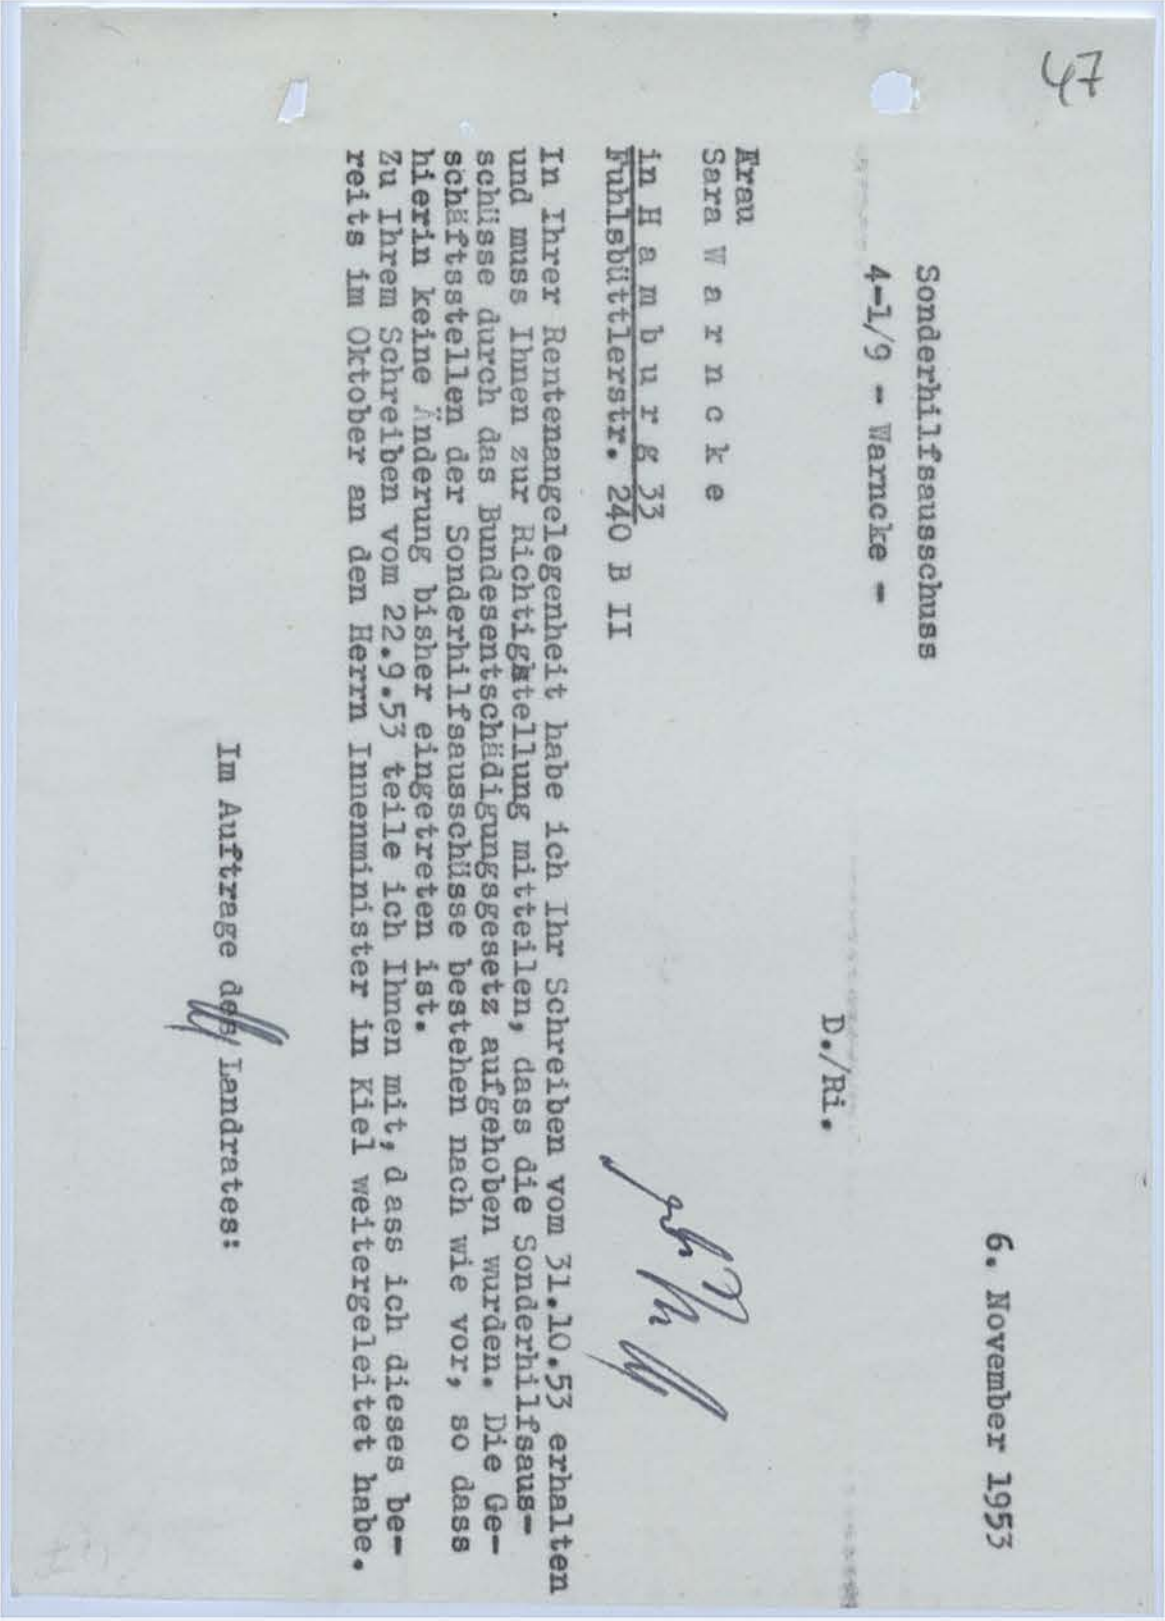 47
6. November 1953
Sonderhilfsausschuss
4-1/9 - Warncke -
D./Ri.
Frau
Sara W a r n c k e
in H a m b u r g 33
Fuhlsbüttlerstr. 240 B II
In Ihrer Rentenangelegenheit habe ich Ihr Schreiben vom 31.10.53 erhalten
und muss Ihnen zur Richtigktellung mitteilen, dass die Sonderhilfsaus-
schüsse durch das Bundesentschädigungsgesetz aufgehoben wurden. Die Ge-
schäftsstellen der Sonderhilfsausschüsse bestehen nach wie vor, so dass
hierin keine Änderung bisher eingetreten ist.
Zu Ihrem Schreiben vom 22.9.53 teile ich Ihnen mit, d ass ich dieses be-
reits im Oktober an den Herrn Innenminister in Kiel weitergeleitet habe.
Im Auftrage des Landrates: